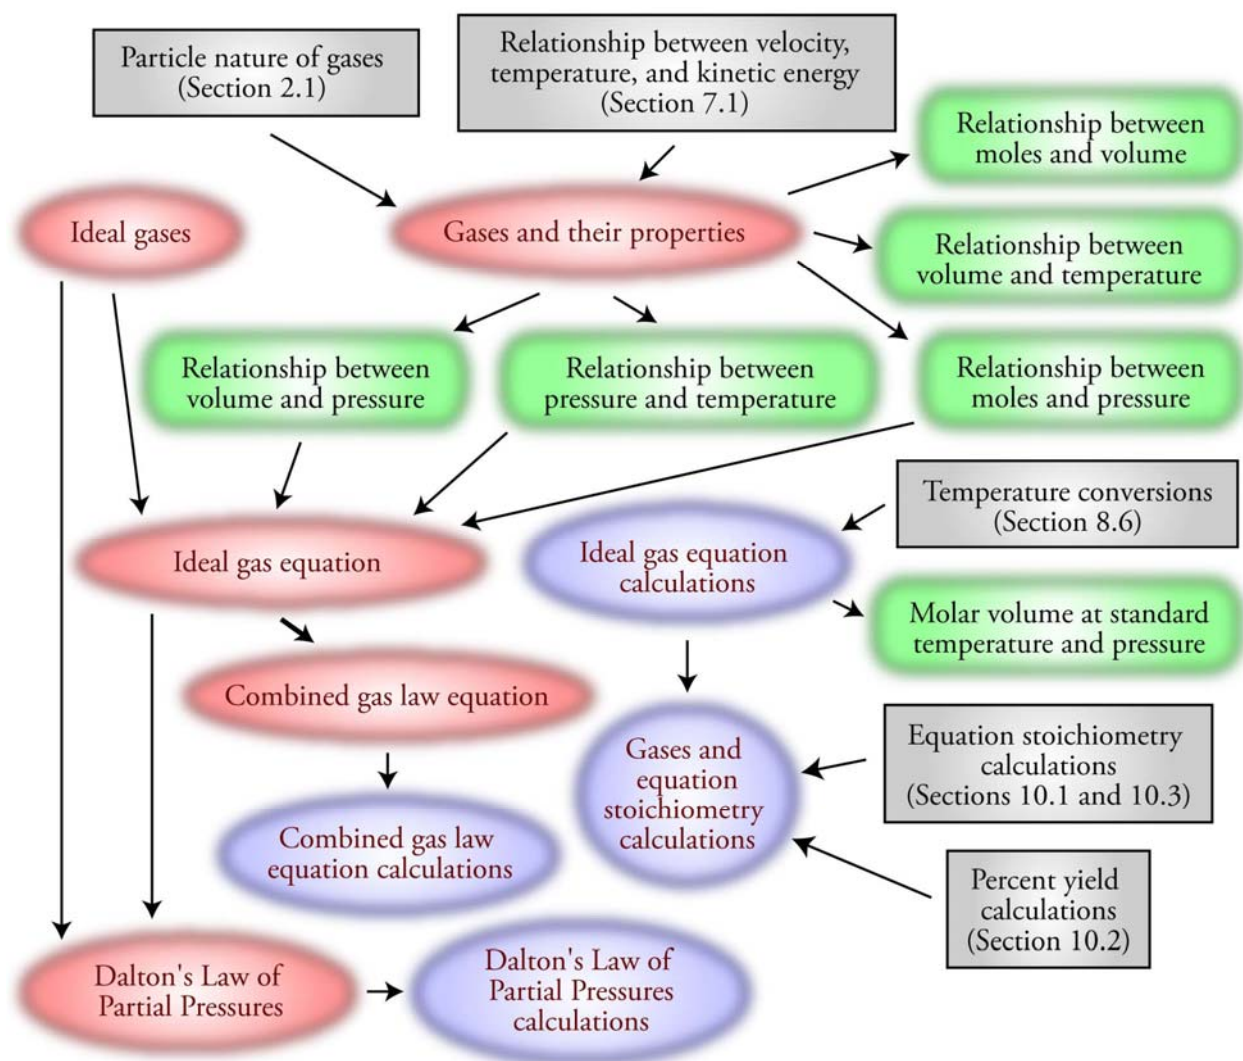 Particle nature of gases
(Section 2.1)
Relationship between velocity,
temperature, and kinetic energy
(Section 7.1)
Relationship between
moles and volume
Ideal gases
Gases and their properties
Relationship between
volume and temperature
Relationship between
volume and pressure
Relationship between
pressure and temperature
Relationship between
moles and pressure
Temperature conversions
(Section 8.6)
Ideal gas equation
Ideal gas equation
calculations
Molar volume at standard
temperature and pressure
Combined gas law equation
Gases and
equation
stoichiometry
calculations
Equation stoichiometry
calculations
(Sections 10.1 and 10.3)
Combined gas law
equation calculations
Percent yield
calculations
(Section 10.2)
Dalton's Law of
Partial Pressures
Dalton's Law of
Partial Pressures
calculations